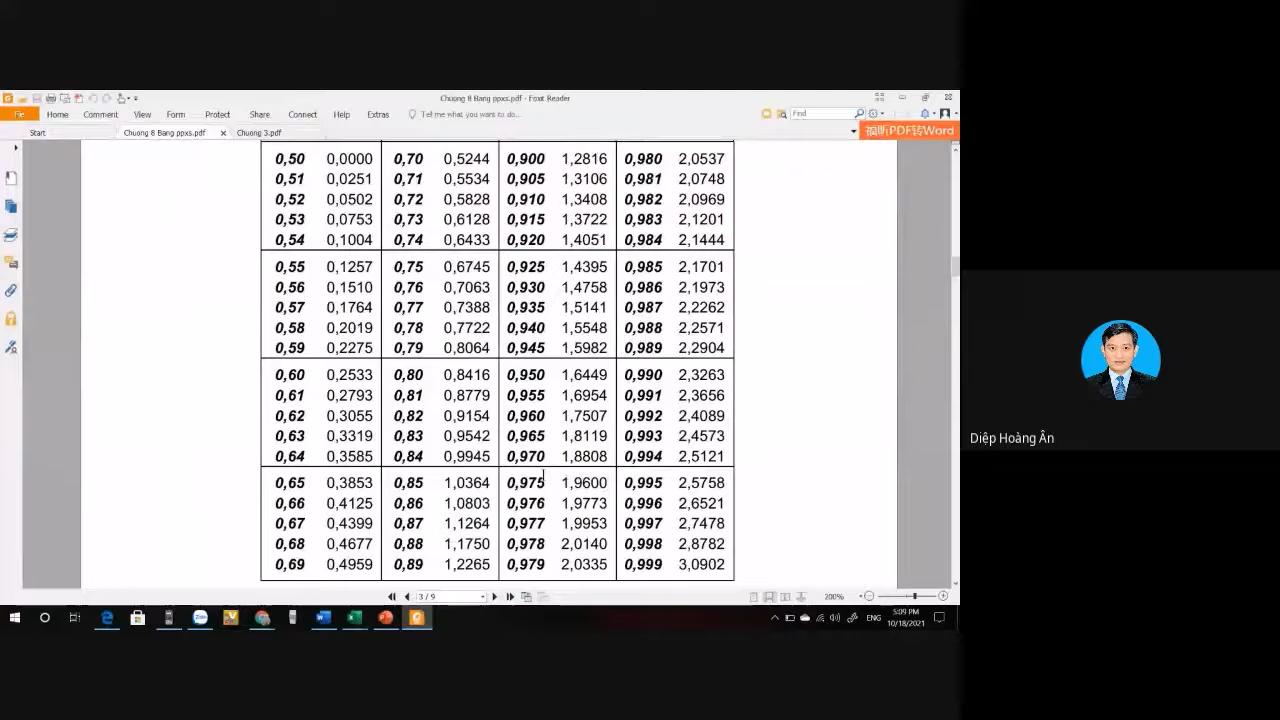 Chuong 8 Bang ppxs.pdf - Foxit Reader
File Home Comment View Form Protect Share Connect Help Extras Tell me what you want to do... Find
Start Chuong 8 Bang ppxs.pdf Chuong 3.pdf 福昕PDF转Word
0,50 0,0000 0,70 0,5244 0,900 1,2816 0,980 2,0537
0,51 0,0251 0,71 0,5534 0,905 1,3106 0,981 2,0748
0,52 0,0502 0,72 0,5828 0,910 1,3408 0,982 2,0969
0,53 0,0753 0,73 0,6128 0,915 1,3722 0,983 2,1201
0,54 0,1004 0,74 0,6433 0,920 1,4051 0,984 2,1444
0,55 0,1257 0,75 0,6745 0,925 1,4395 0,985 2,1701
0,56 0,1510 0,76 0,7063 0,930 1,4758 0,986 2,1973
0,57 0,1764 0,77 0,7388 0,935 1,5141 0,987 2,2262
0,58 0,2019 0,78 0,7722 0,940 1,5548 0,988 2,2571
0,59 0,2275 0,79 0,8064 0,945 1,5982 0,989 2,2904
0,60 0,2533 0,80 0,8416 0,950 1,6449 0,990 2,3263
0,61 0,2793 0,81 0,8779 0,955 1,6954 0,991 2,3656
0,62 0,3055 0,82 0,9154 0,960 1,7507 0,992 2,4089
0,63 0,3319 0,83 0,9542 0,965 1,8119 0,993 2,4573
0,64 0,3585 0,84 0,9945 0,970 1,8808 0,994 2,5121
0,65 0,3853 0,85 1,0364 0,975 1,9600 0,995 2,5758
0,66 0,4125 0,86 1,0803 0,976 1,9773 0,996 2,6521
0,67 0,4399 0,87 1,1264 0,977 1,9953 0,997 2,7478
0,68 0,4677 0,88 1,1750 0,978 2,0140 0,998 2,8782
0,69 0,4959 0,89 1,2265 0,979 2,0335 0,999 3,0902
3 / 9 200%
ENG 5:09 PM
10/18/2021
Diệp Hoàng Ân